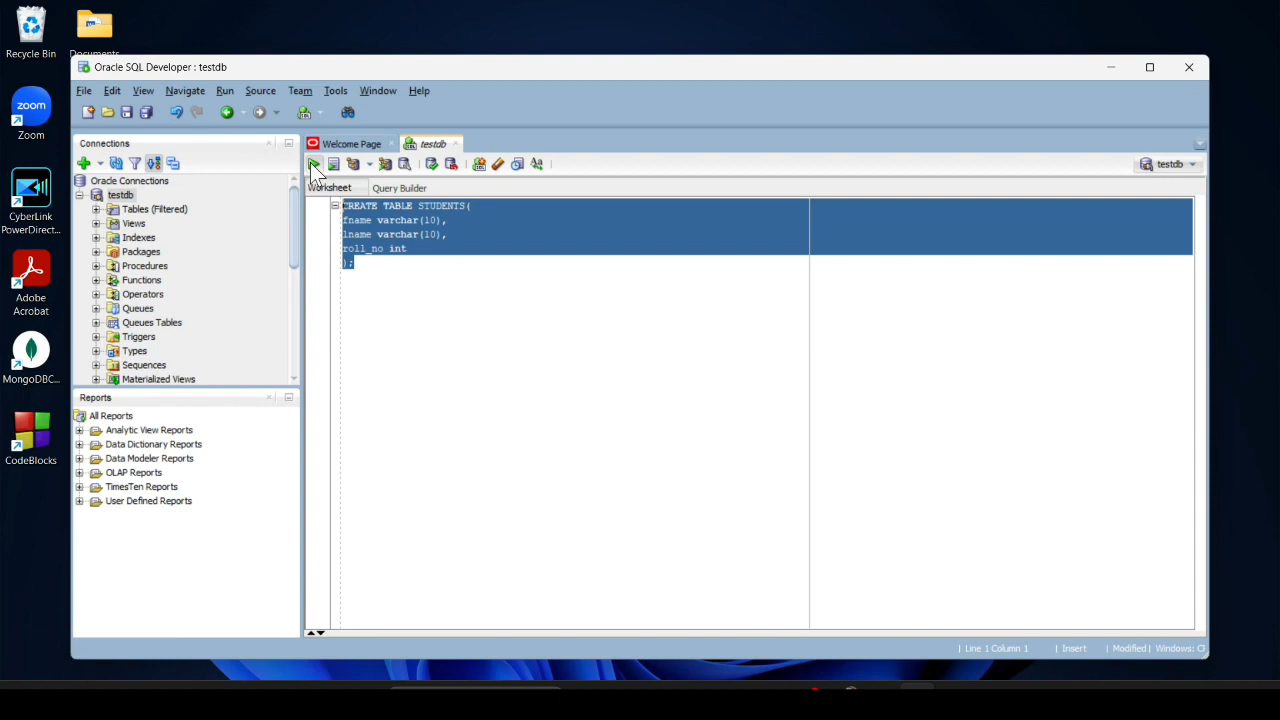 Recycle Bin
Documents
Zoom
zoom
CyberLink
PowerDirect...
Adobe
Acrobat
MongoDBC...
CodeBlocks
Oracle SQL Developer : testdb
File Edit View Navigate Run Source Team Tools Window Help
Connections
Oracle Connections
testdb
Tables (Filtered)
Views
Indexes
Packages
Procedures
Functions
Operators
Queues
Queues Tables
Triggers
Types
Sequences
Materialized Views
Reports
All Reports
Analytic View Reports
Data Dictionary Reports
Data Modeler Reports
OLAP Reports
TimesTen Reports
User Defined Reports
Welcome Page testdb
testdb
Worksheet Query Builder
CREATE TABLE STUDENTS(
fname varchar(10),
lname varchar(10),
roll_no int
);
Line 1 Column 1 | Insert | Modified | Windows: